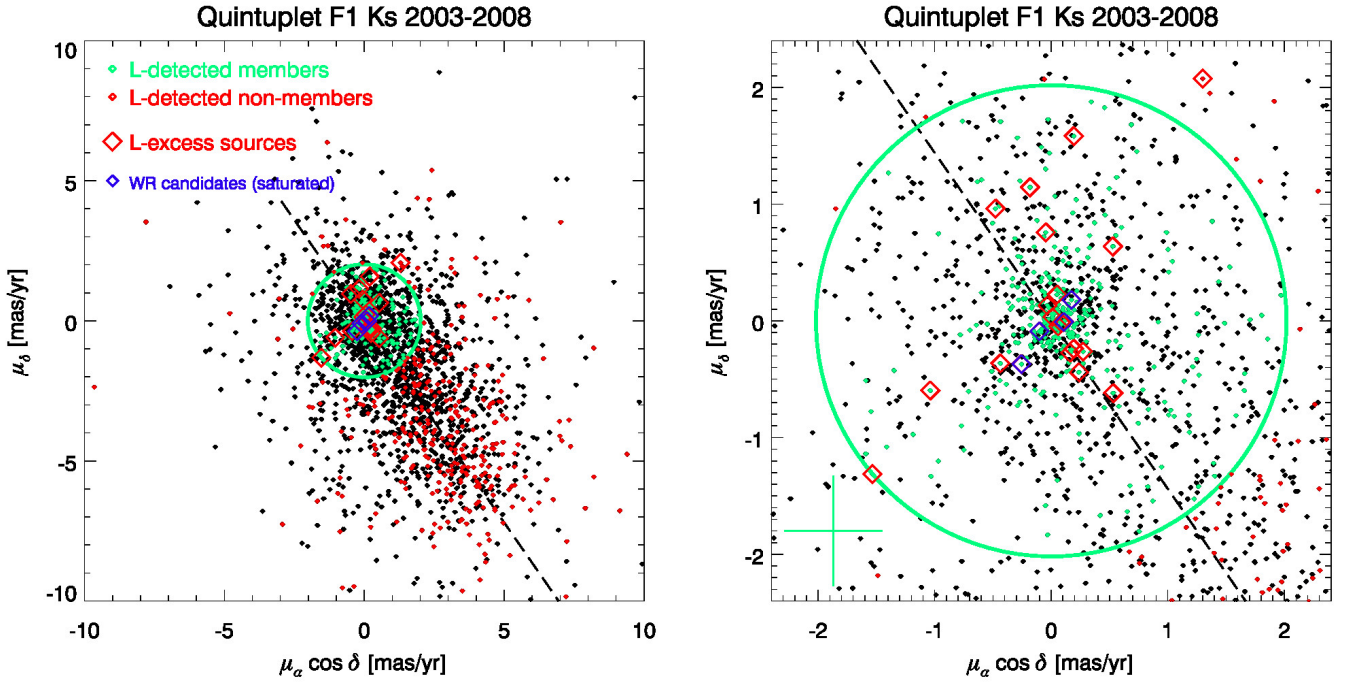 Quintuplet F1 Ks 2003-2008
10
5
0
-5
-10
-10
-5
0
5
10
μδ [mas/yr]
μα cos δ [mas/yr]
L-detected members
L-detected non-members
L-excess sources
WR candidates (saturated)
Quintuplet F1 Ks 2003-2008
2
1
0
-1
-2
-2
-1
0
1
2
μδ [mas/yr]
μα cos δ [mas/yr]